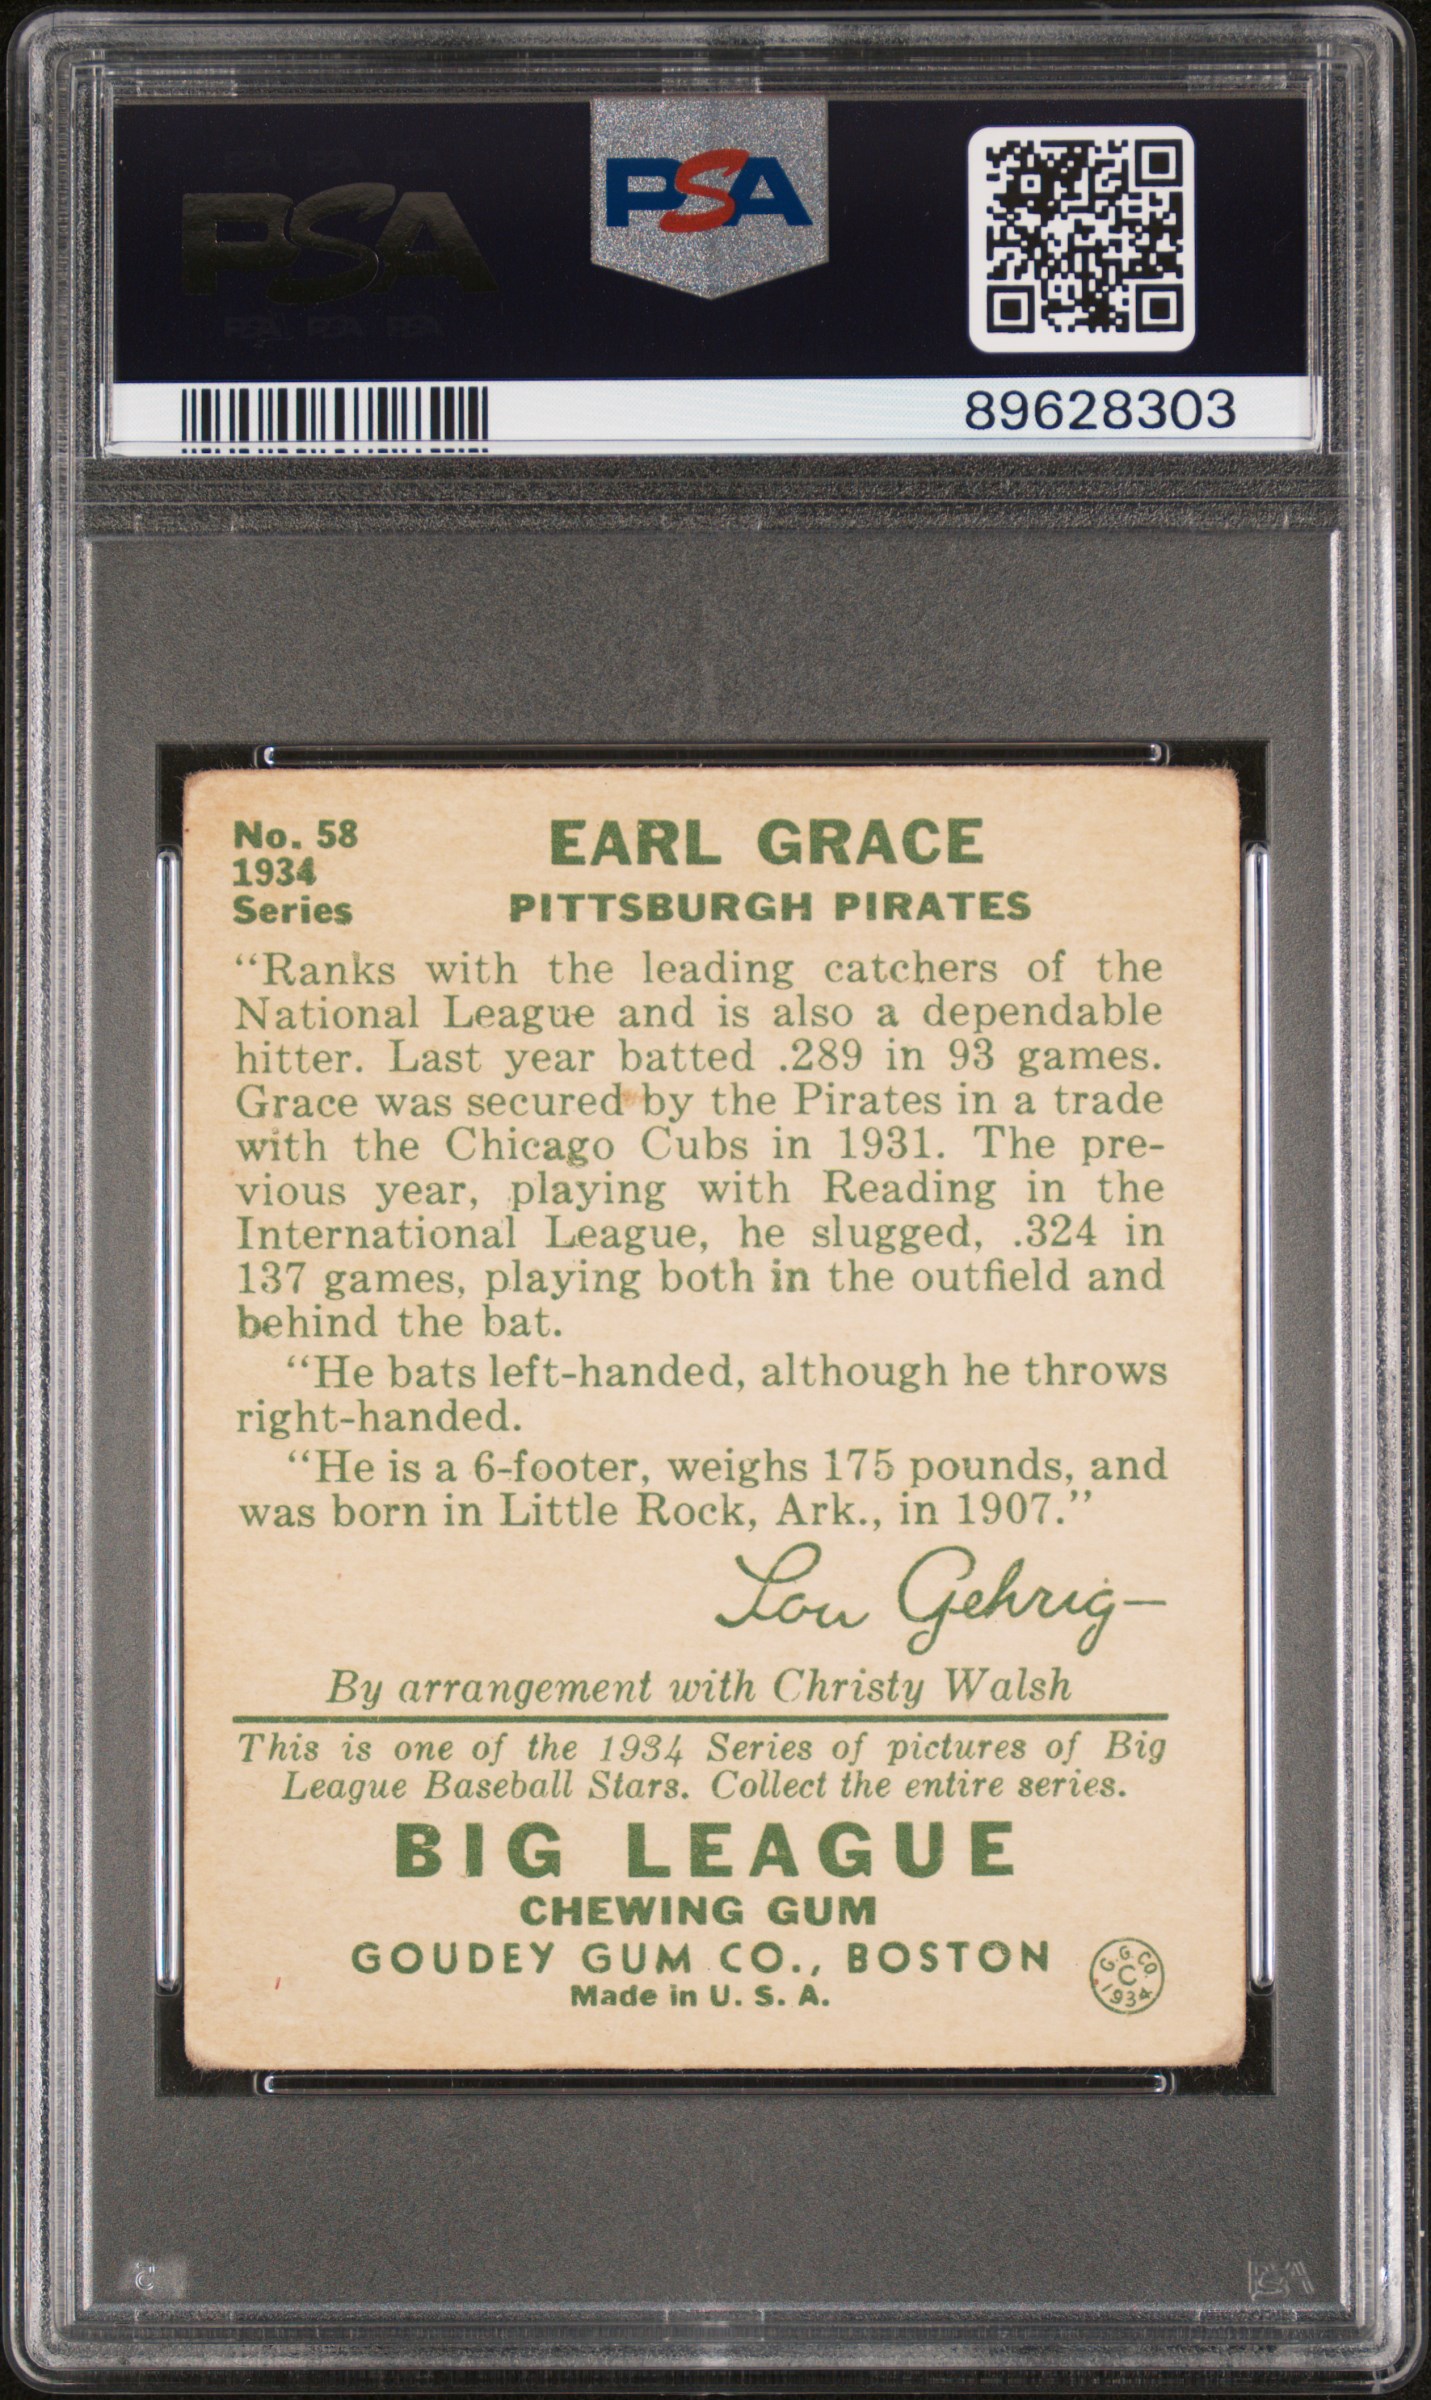 PSA
PSA
PSA PSA PSA
89628303
No. 58
1934
Series
EARL GRACE
PITTSBURGH PIRATES
“Ranks with the leading catchers of the
National League and is also a dependable
hitter. Last year batted .289 in 93 games.
Grace was secured by the Pirates in a trade
with the Chicago Cubs in 1931. The pre-
vious year, playing with Reading in the
International League, he slugged, .324 in
137 games, playing both in the outfield and
behind the bat.
“He bats left-handed, although he throws
right-handed.
“He is a 6-footer, weighs 175 pounds, and
was born in Little Rock, Ark., in 1907.”
Lou Gehrig—
By arrangement with Christy Walsh
This is one of the 1934 Series of pictures of Big
League Baseball Stars. Collect the entire series.
BIG LEAGUE
CHEWING GUM
GOUDEY GUM CO., BOSTON
Made in U. S. A.
G. G. CO.
C
1934